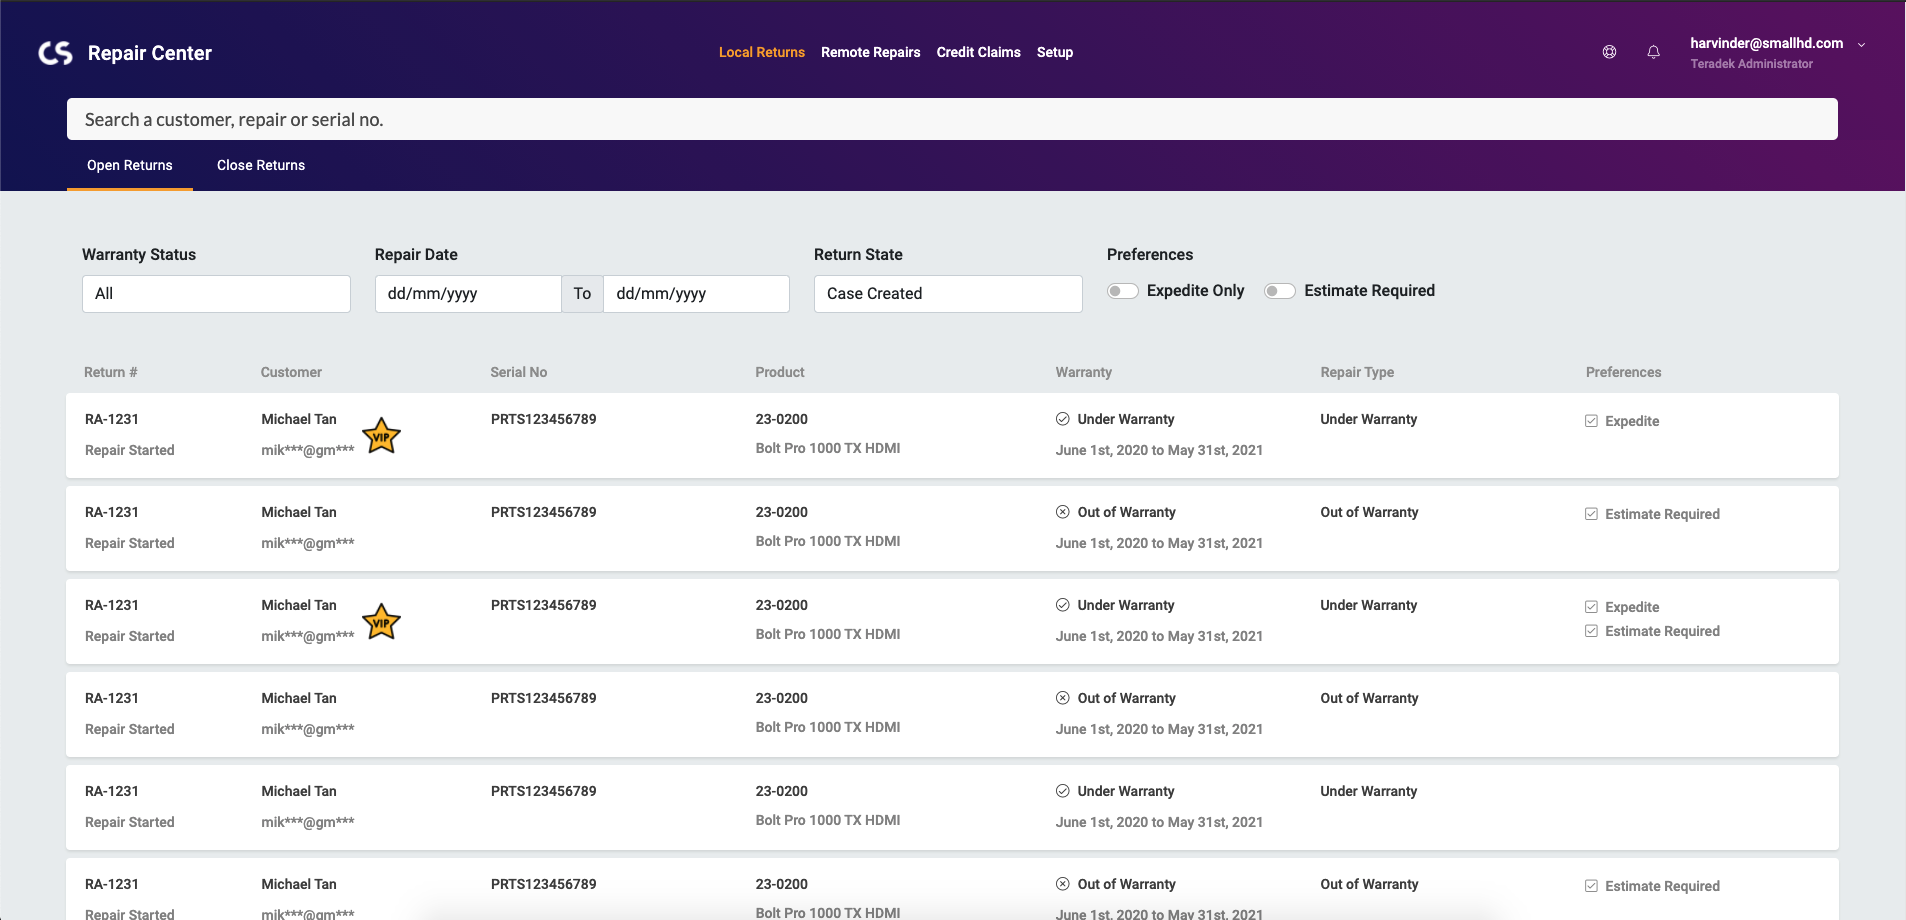 CS Repair Center
Local Returns Remote Repairs Credit Claims Setup
harvinder@smallhd.com
Teradek Administrator
Search a customer, repair or serial no.
Open Returns Close Returns
Warranty Status Repair Date Return State Preferences
All dd/mm/yyyy To dd/mm/yyyy Case Created Expedite Only Estimate Required
Return # Customer Serial No Product Warranty Repair Type Preferences
RA-1231 Michael Tan PRTS123456789 23-0200 Under Warranty Under Warranty Expedite
VIP
Repair Started mik***@gm*** Bolt Pro 1000 TX HDMI June 1st, 2020 to May 31st, 2021
RA-1231 Michael Tan PRTS123456789 23-0200 Out of Warranty Out of Warranty Estimate Required
Repair Started mik***@gm*** Bolt Pro 1000 TX HDMI June 1st, 2020 to May 31st, 2021
RA-1231 Michael Tan PRTS123456789 23-0200 Under Warranty Under Warranty Expedite
VIP
Repair Started mik***@gm*** Bolt Pro 1000 TX HDMI June 1st, 2020 to May 31st, 2021 Estimate Required
RA-1231 Michael Tan PRTS123456789 23-0200 Out of Warranty Out of Warranty
Repair Started mik***@gm*** Bolt Pro 1000 TX HDMI June 1st, 2020 to May 31st, 2021
RA-1231 Michael Tan PRTS123456789 23-0200 Under Warranty Under Warranty
Repair Started mik***@gm*** Bolt Pro 1000 TX HDMI June 1st, 2020 to May 31st, 2021
RA-1231 Michael Tan PRTS123456789 23-0200 Out of Warranty Out of Warranty Estimate Required
Repair Started mik***@gm*** Bolt Pro 1000 TX HDMI June 1st, 2020 to May 31st, 2021